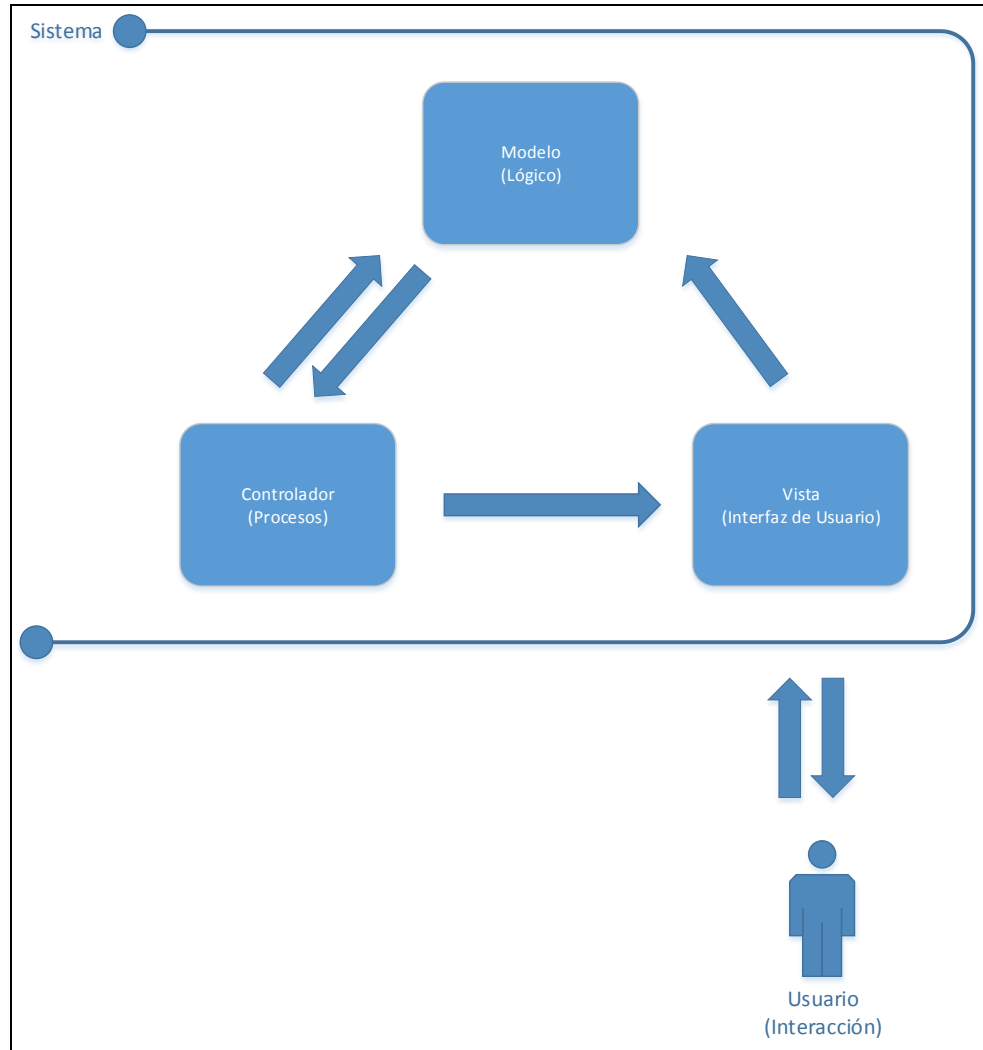 Sistema
Modelo
(Lógico)
Controlador
(Procesos)
Vista
(Interfaz de Usuario)
Usuario
(Interacción)